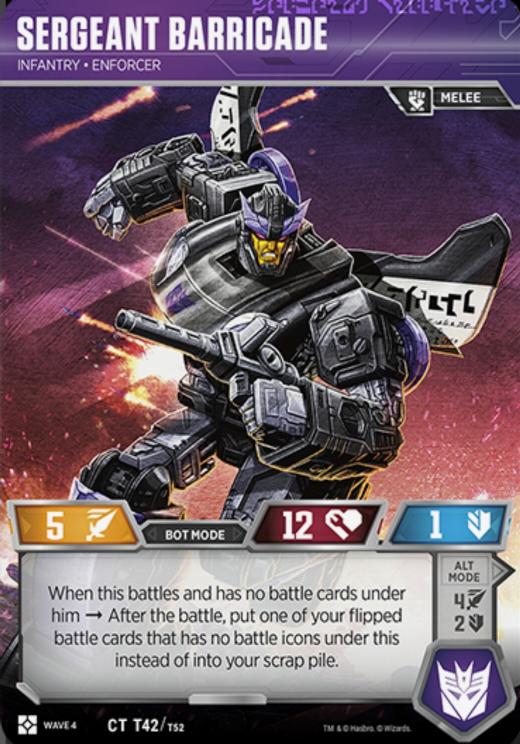 SERGEANT BARRICADE
INFANTRY • ENFORCER
MELEE
5
BOT MODE
12
1
When this battles and has no battle cards under
him → After the battle, put one of your flipped
battle cards that has no battle icons under this
instead of into your scrap pile.
ALT
MODE
4
2
WAVE 4
CT T42/T52
TM & © Hasbro. © Wizards.